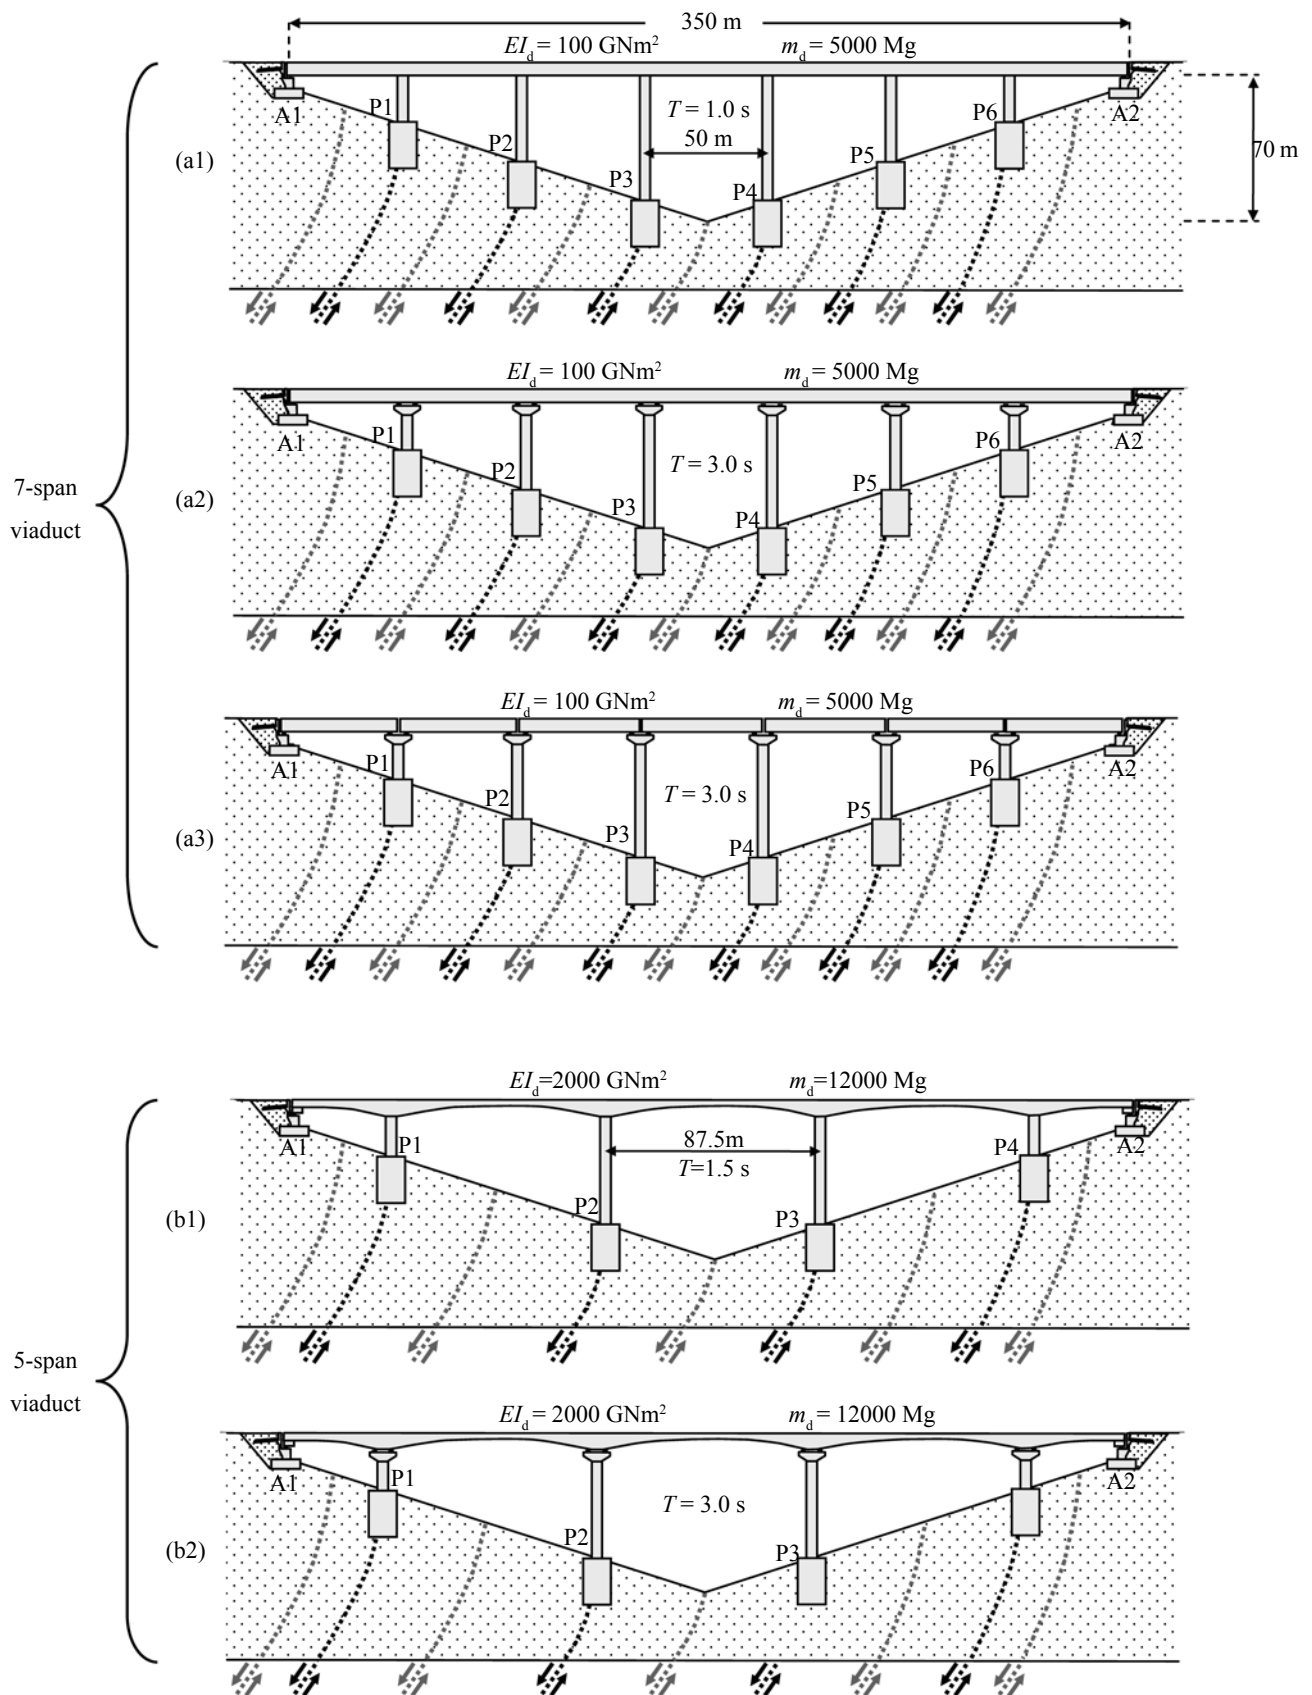 350 m
EId = 100 GNm² md = 5000 Mg
A1 P1 P2 P3 T = 1.0 s P4 P5 P6 A2
50 m
70 m
(a1)
EId = 100 GNm² md = 5000 Mg
A1 P1 P2 P3 T = 3.0 s P4 P5 P6 A2
(a2)
7-span
viaduct
EId = 100 GNm² md = 5000 Mg
A1 P1 P2 P3 T = 3.0 s P4 P5 P6 A2
(a3)
EId=2000 GNm² md=12000 Mg
A1 P1 87.5m P4 A2
T=1.5 s
P2 P3
(b1)
5-span
viaduct
EId = 2000 GNm² md = 12000 Mg
A1 P1 A2
T = 3.0 s
P2 P3
(b2)